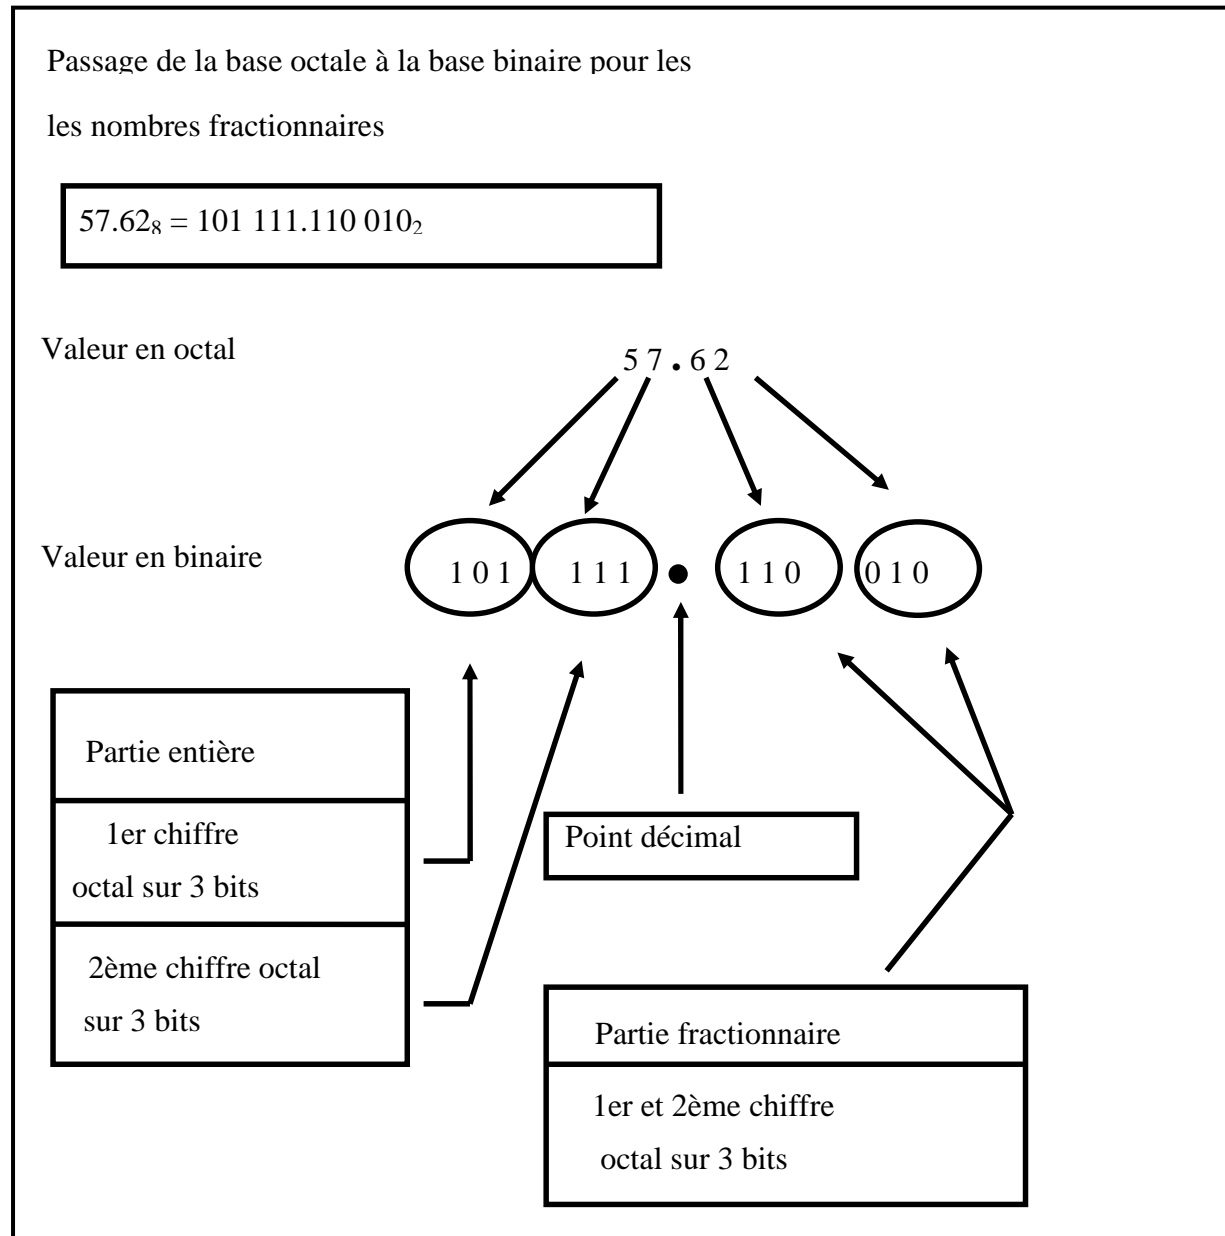 Passage de la base octale à la base binaire pour les
les nombres fractionnaires
57.62₈ = 101 111.110 010₂
Valeur en octal
5 7 . 6 2
Valeur en binaire
1 0 1 1 1 1 • 1 1 0 0 1 0
Partie entière
1er chiffre
octal sur 3 bits
2ème chiffre octal
sur 3 bits
Point décimal
Partie fractionnaire
1er et 2ème chiffre
octal sur 3 bits